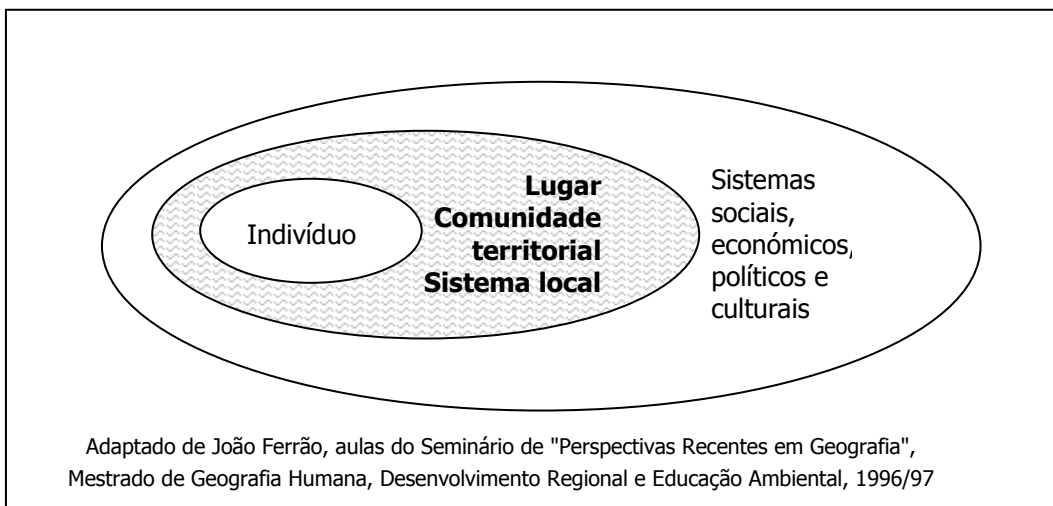 Indivíduo
Lugar
Comunidade
territorial
Sistema local
Sistemas
sociais,
económicos,
políticos e
culturais
Adaptado de João Ferrão, aulas do Seminário de "Perspectivas Recentes em Geografia",
Mestrado de Geografia Humana, Desenvolvimento Regional e Educação Ambiental, 1996/97